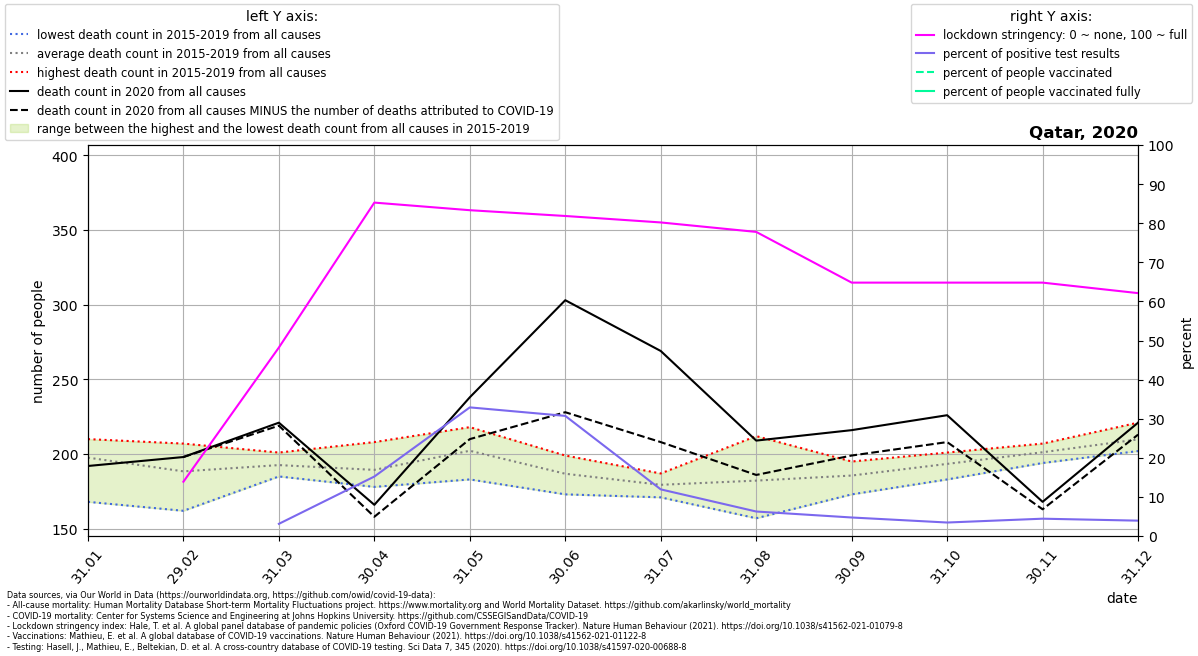 left Y axis:
lowest death count in 2015-2019 from all causes
average death count in 2015-2019 from all causes
highest death count in 2015-2019 from all causes
death count in 2020 from all causes
death count in 2020 from all causes MINUS the number of deaths attributed to COVID-19
range between the highest and the lowest death count from all causes in 2015-2019
right Y axis:
lockdown stringency: 0 ~ none, 100 ~ full
percent of positive test results
percent of people vaccinated
percent of people vaccinated fully
Qatar, 2020
400
350
300
250
200
150
number of people
100
90
80
70
60
50
40
30
20
10
0
percent
31.01
29.02
31.03
30.04
31.05
30.06
31.07
31.08
30.09
31.10
30.11
31.12
date
Data sources, via Our World in Data (https://ourworldindata.org, https://github.com/owid/covid-19-data):
- All-cause mortality: Human Mortality Database Short-term Mortality Fluctuations project. https://www.mortality.org and World Mortality Dataset. https://github.com/akarlinsky/world_mortality
- COVID-19 mortality: Center for Systems Science and Engineering at Johns Hopkins University. https://github.com/CSSEGISandData/COVID-19
- Lockdown stringency index: Hale, T. et al. A global panel database of pandemic policies (Oxford COVID-19 Government Response Tracker). Nature Human Behaviour (2021). https://doi.org/10.1038/s41562-021-01079-8
- Vaccinations: Mathieu, E. et al. A global database of COVID-19 vaccinations. Nature Human Behaviour (2021). https://doi.org/10.1038/s41562-021-01122-8
- Testing: Hasell, J., Mathieu, E., Beltekian, D. et al. A cross-country database of COVID-19 testing. Sci Data 7, 345 (2020). https://doi.org/10.1038/s41597-020-00688-8